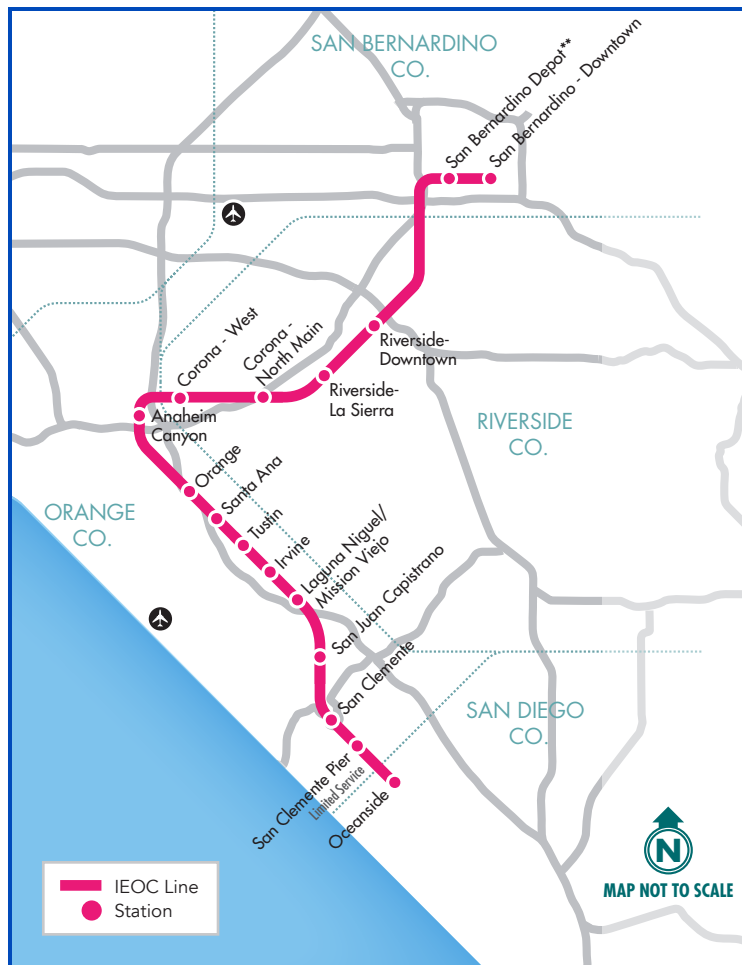 SAN BERNARDINO
CO.
San Bernardino Depot**
San Bernardino - Downtown
Riverside-
Downtown
Riverside-
La Sierra
Corona -
North Main
Corona - West
Anaheim
Canyon
RIVERSIDE
CO.
ORANGE
CO.
Orange
Santa Ana
Tustin
Irvine
Laguna Niguel/
Mission Viejo
San Juan Capistrano
San Clemente
San Clemente Pier
Limited Service
Oceanside
SAN DIEGO
CO.
N
MAP NOT TO SCALE
IEOC Line
Station